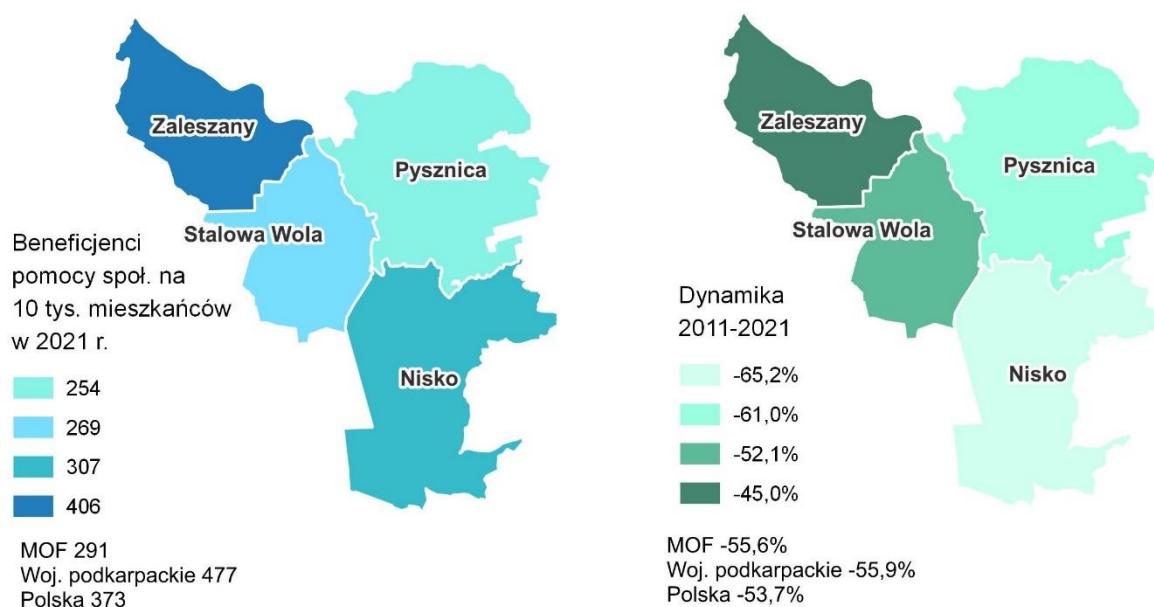 Zaleszany
Pysznica
Stalowa Wola
Nisko
Beneficjenci
pomocy społ. na
10 tys. mieszkańców
w 2021 r.
254
269
307
406
MOF 291
Woj. podkarpackie 477
Polska 373
Zaleszany
Pysznica
Stalowa Wola
Nisko
Dynamika
2011-2021
-65,2%
-61,0%
-52,1%
-45,0%
MOF -55,6%
Woj. podkarpackie -55,9%
Polska -53,7%